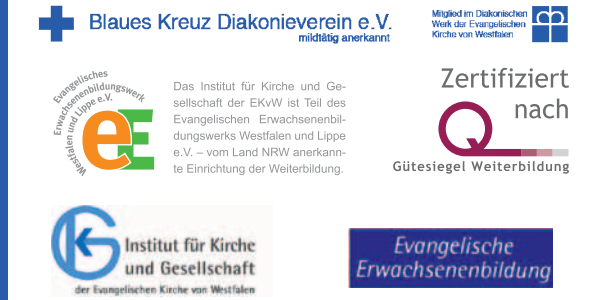 Blaues Kreuz Diakonieverein e.V.
mildtätig anerkannt
Mitglied im Diakonischen
Werk der Evangelischen
Kirche von Westfalen
Evangelisches
Erwachsenenbildungswerk
Westfalen und Lippe e.V.
eE
Das Institut für Kirche und Ge-
sellschaft der EKvW ist Teil des
Evangelischen Erwachsenenbil-
dungswerks Westfalen und Lippe
e.V. – vom Land NRW anerkann-
te Einrichtung der Weiterbildung.
Zertifiziert
nach
Q
Gütesiegel Weiterbildung
KG
Institut für Kirche
und Gesellschaft
der Evangelischen Kirche von Westfalen
Evangelische
Erwachsenenbildung